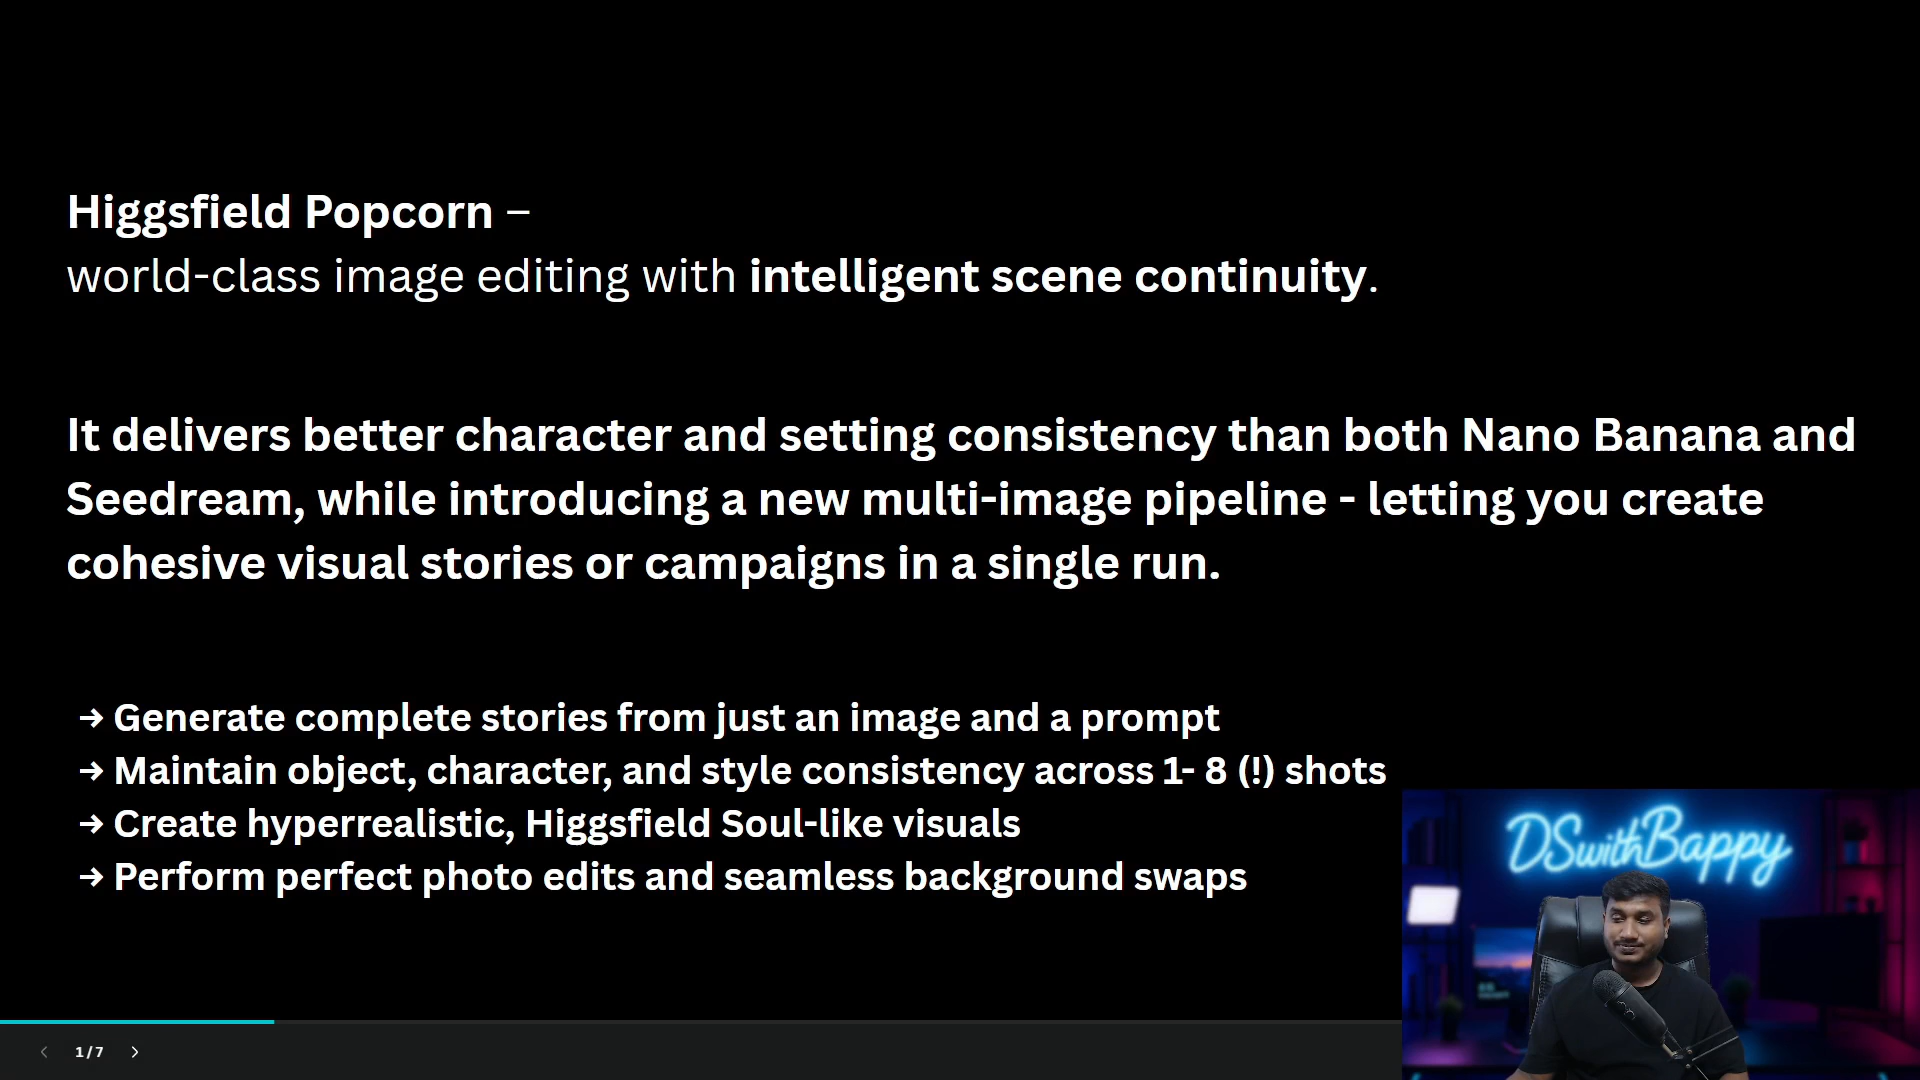 Higgsfield Popcorn –
world-class image editing with intelligent scene continuity.
It delivers better character and setting consistency than both Nano Banana and
Seedream, while introducing a new multi-image pipeline - letting you create
cohesive visual stories or campaigns in a single run.
→ Generate complete stories from just an image and a prompt
→ Maintain object, character, and style consistency across 1- 8 (!) shots
→ Create hyperrealistic, Higgsfield Soul-like visuals
→ Perform perfect photo edits and seamless background swaps
DSwithBappy
1/7